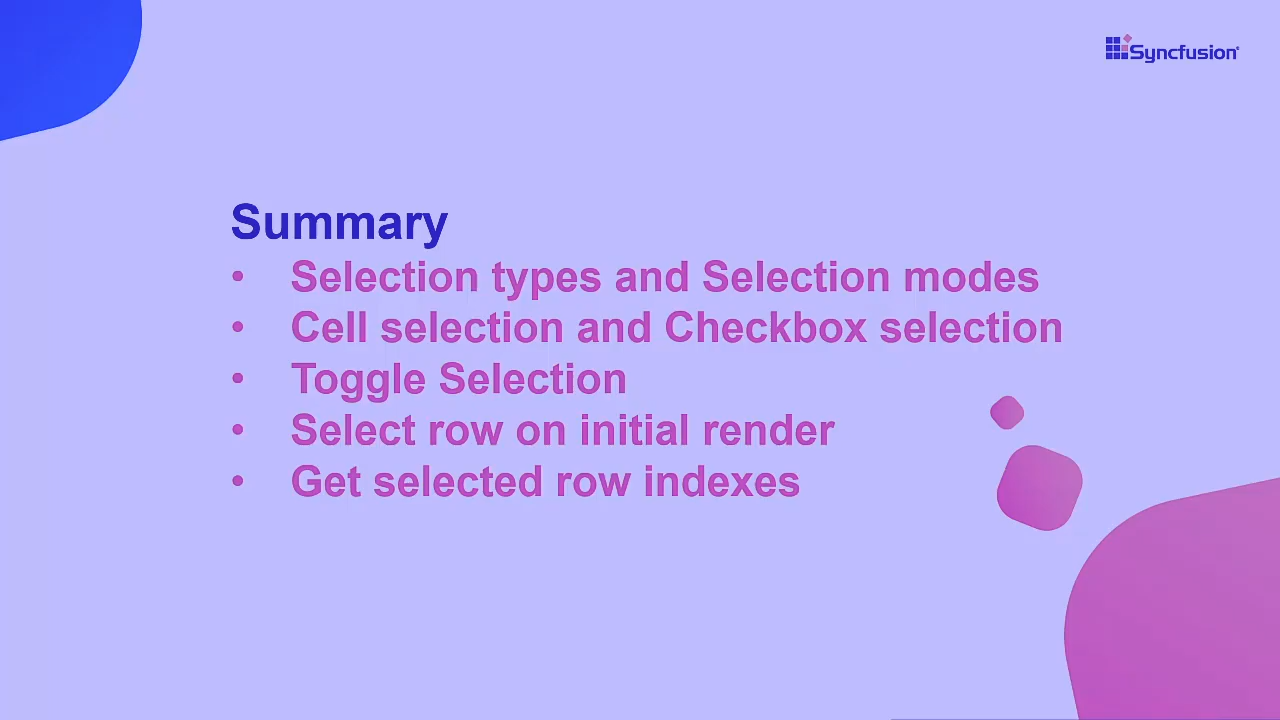 Syncfusion
Summary
• Selection types and Selection modes
• Cell selection and Checkbox selection
• Toggle Selection
• Select row on initial render
• Get selected row indexes